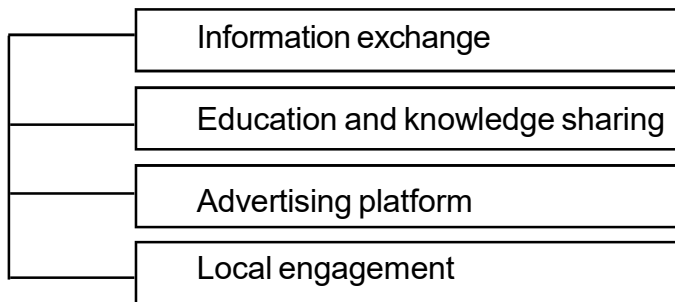 Information exchange
Education and knowledge sharing
Advertising platform
Local engagement